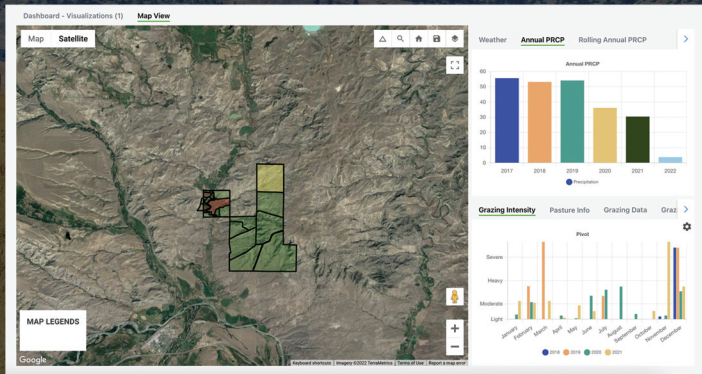 Dashboard - Visualizations (1) Map View
Map Satellite
MAP LEGENDS
Google
Keyboard shortcuts Imagery ©2022 TerraMetrics Terms of Use Report a map error
Weather Annual PRCP Rolling Annual PRCP
Annual PRCP
60
50
40
30
20
10
0
2017 2018 2019 2020 2021 2022
Precipitation
Grazing Intensity Pasture Info Grazing Data Graz
Pivot
Severe
Heavy
Moderate
Light
January February March April May June July August September October November December
2018 2019 2020 2021